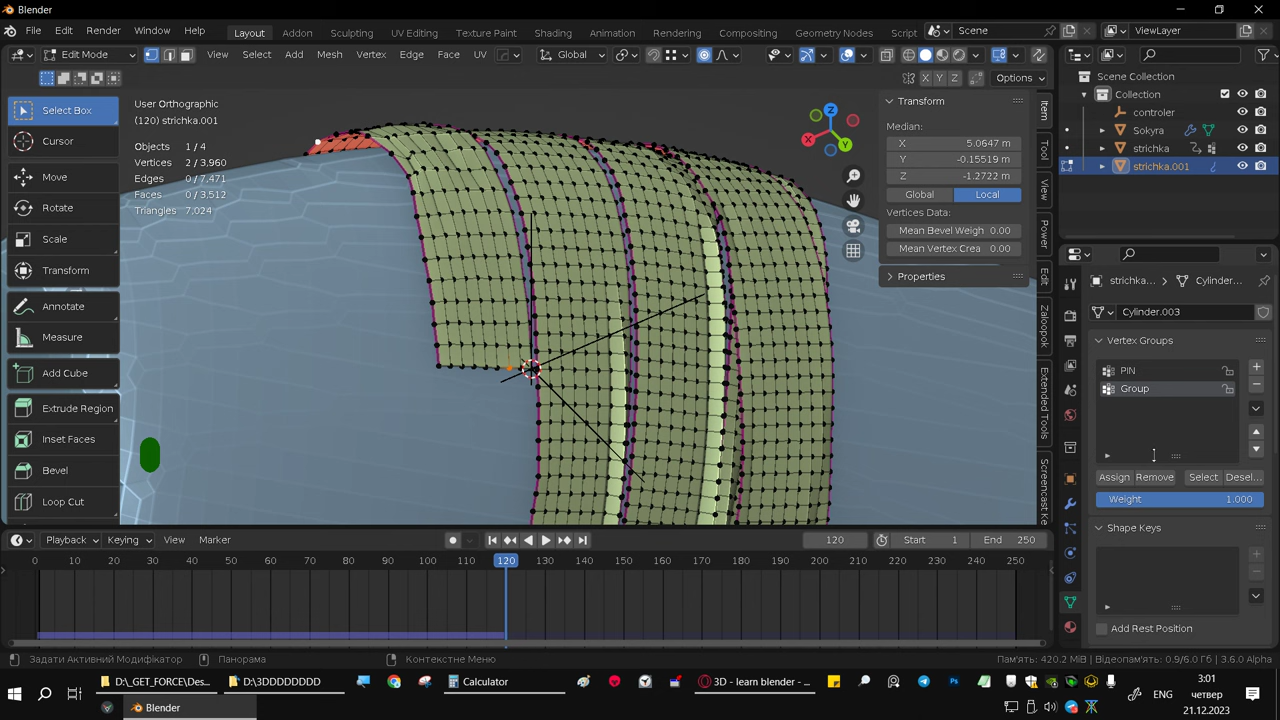 Blender
File Edit Render Window Help Layout Addon Sculpting UV Editing Texture Paint Shading Animation Rendering Compositing Geometry Nodes Script Scene ViewLayer
Edit Mode View Select Add Mesh Vertex Edge Face UV Global
X Y Z Options
Select Box
Cursor
Move
Rotate
Scale
Transform
Annotate
Measure
Add Cube
Extrude Region
Inset Faces
Bevel
Loop Cut
User Orthographic
(120) strichka.001
Objects 1 / 4
Vertices 2 / 3,960
Edges 0 / 7,471
Faces 0 / 3,512
Triangles 7,024
Z
X Y
Transform
Median:
X 5.0647 m
Y -0.15519 m
Z -1.2722 m
Global Local
Vertices Data:
Mean Bevel Weigh 0.00
Mean Vertex Crea 0.00
Properties
Item
Tool
View
Power
Edit
Zaloopok
Extended Tools
Screencast Ke
Scene Collection
Collection
controler
Sokyra
strichka
strichka.001
strichka... Cylinder...
Cylinder.003
Vertex Groups
PIN
Group
Assign Remove Select Desel...
Weight 1.000
Shape Keys
Add Rest Position
Playback Keying View Marker 120 Start 1 End 250
0 10 20 30 40 50 60 70 80 90 100 110 120 130 140 150 160 170 180 190 200 210 220 230 240 250
Задати Активний Модифікатор Панорама Контекстне Меню Пам'ять: 420.2 MiB | Відеопам'ять: 0.9/6.0 Гі Б | 3.6.0 Alpha
D:\_GET_FORCE\Des... D:\3DDDDDDDD Calculator 3D - learn blender - ...
Blender
ENG
3:01
четвер
21.12.2023